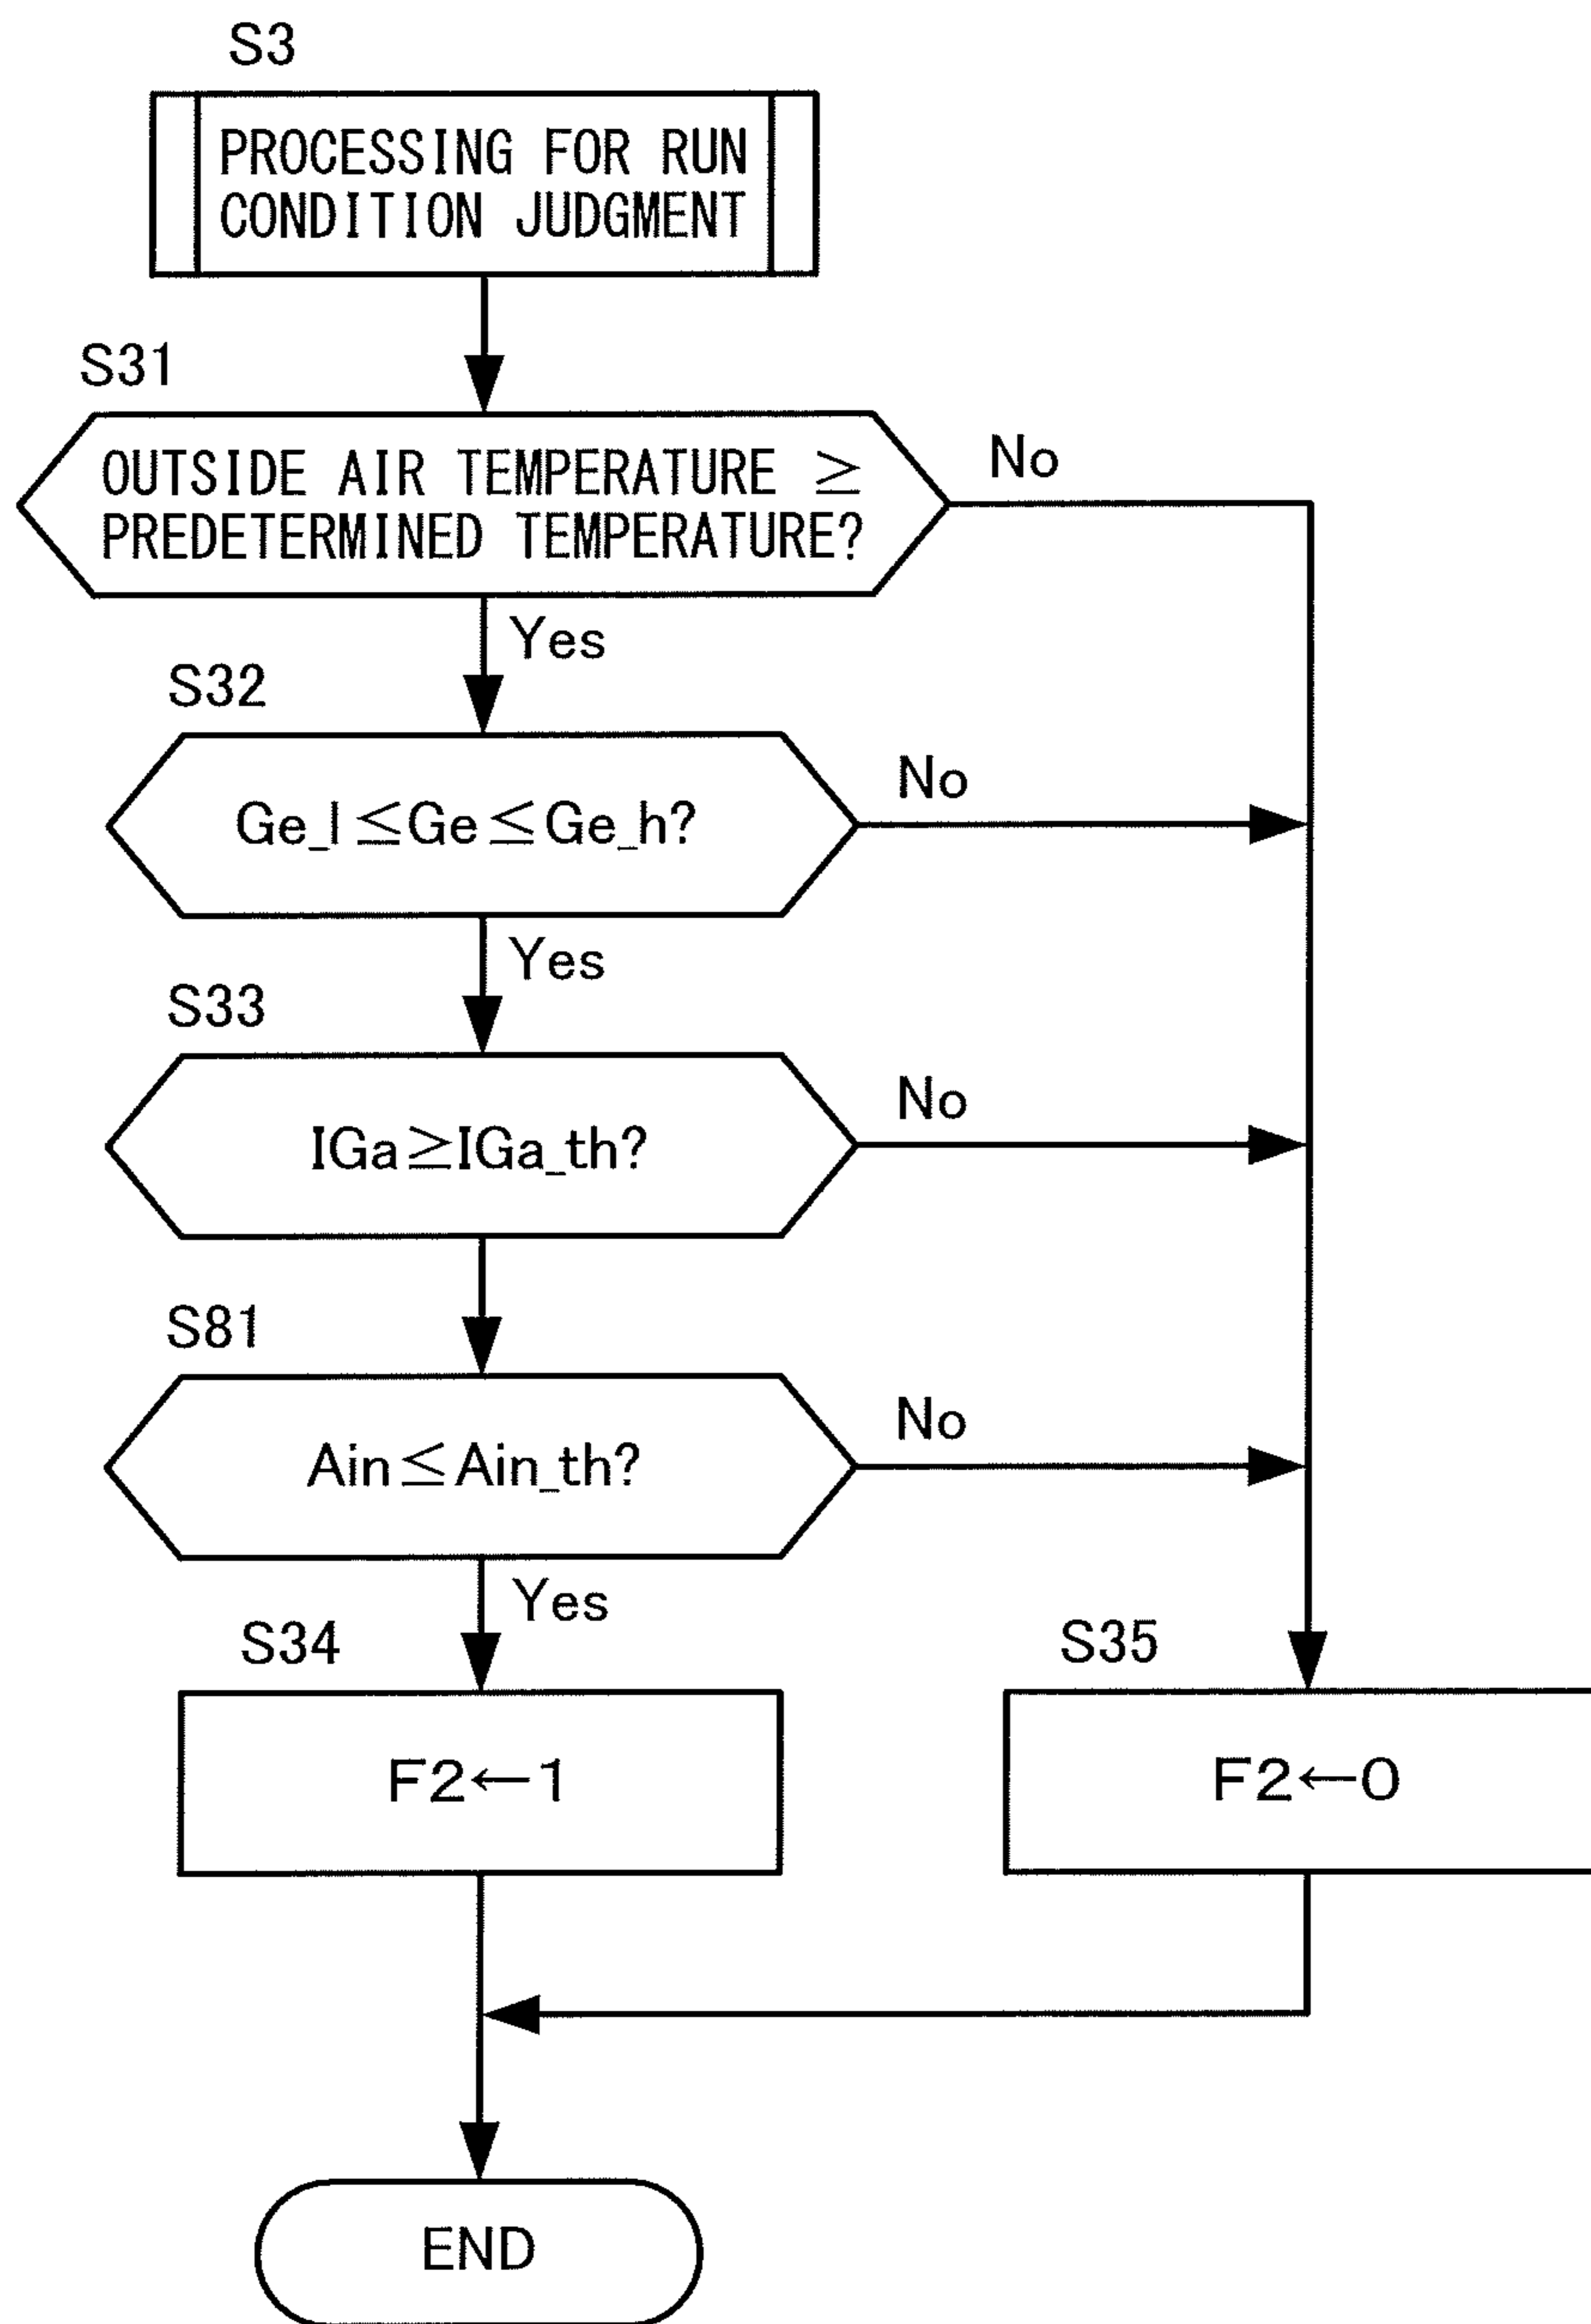 S3
PROCESSING FOR RUN
CONDITION JUDGMENT
S31
OUTSIDE AIR TEMPERATURE ≥
PREDETERMINED TEMPERATURE?
No
Yes
S32
Ge_l≤Ge≤Ge_h?
No
Yes
S33
IGa≥IGa_th?
No
S81
Ain≤Ain_th?
No
Yes
S34
F2←1
S35
F2←0
END